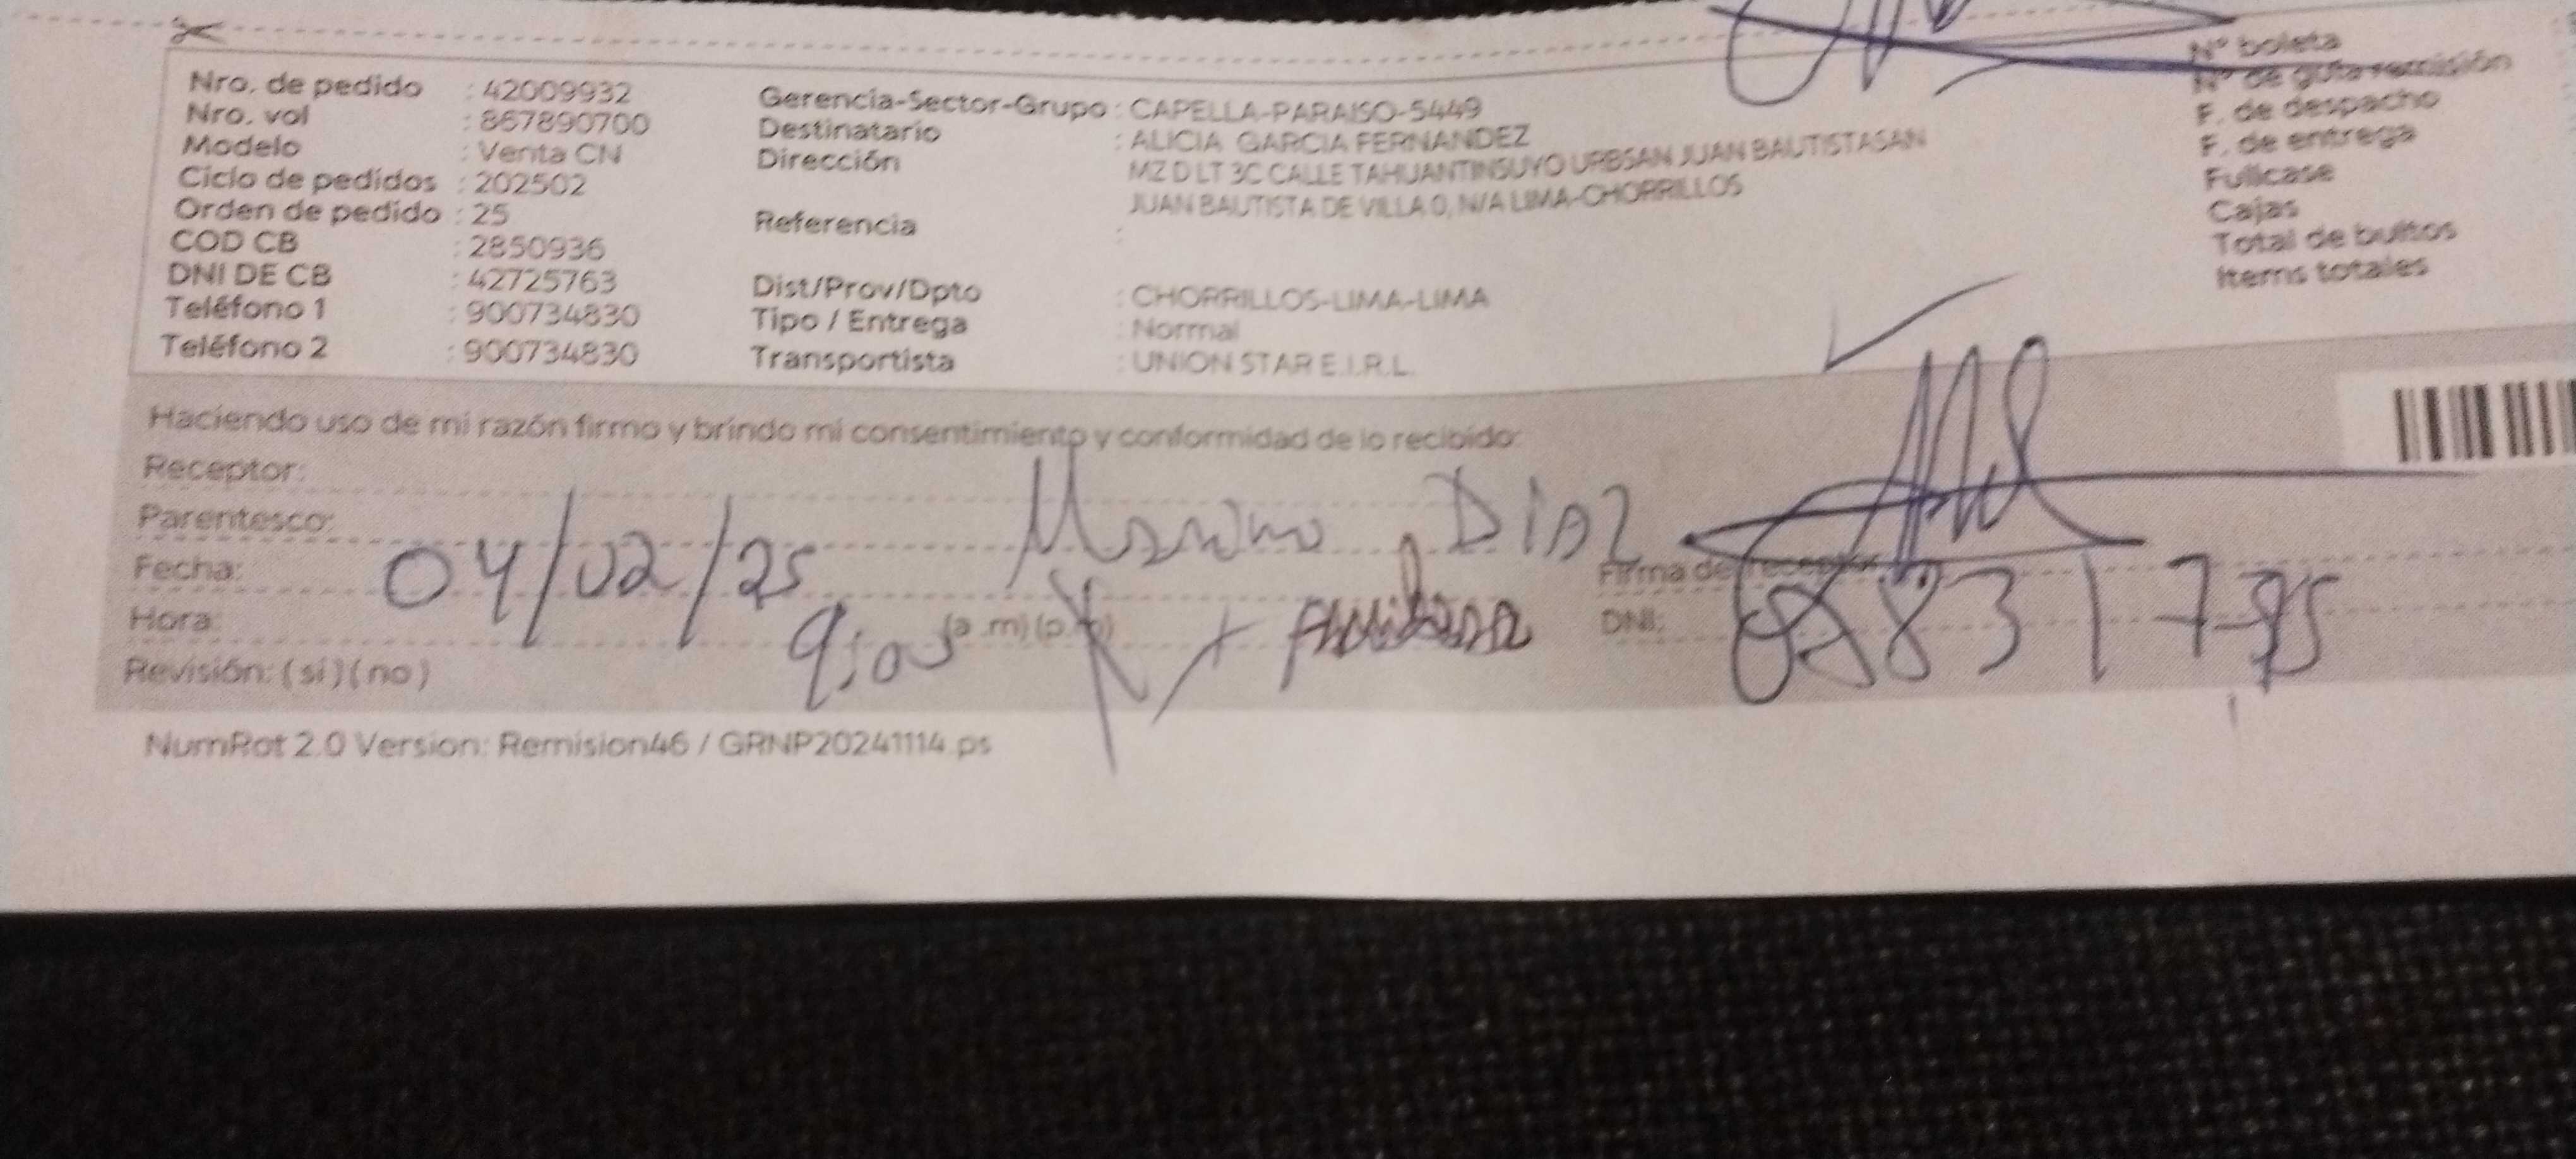 Nro. de pedido : 42009932
Nro. vol : 867890700
Modelo : Venta CN
Ciclo de pedidos : 202502
Orden de pedido : 25
COD CB : 2850936
DNI DE CB : 42725763
Teléfono 1 : 900734830
Teléfono 2 : 900734830
Gerencia-Sector-Grupo : CAPELLA-PARAISO-5449
Destinatario : ALICIA GARCIA FERNANDEZ
Dirección MZ D LT 3C CALLE TAHUANTINSUYO URBSAN JUAN BAUTISTASAN
JUAN BAUTISTA DE VILLA 0, N/A LIMA-CHORRILLOS
Referencia :
Dist/Prov/Dpto : CHORRILLOS-LIMA-LIMA
Tipo / Entrega : Normal
Transportista : UNION STAR E.I.R.L.
N° boleta
N° de guía remisión
F. de despacho
F. de entrega
Fullcase
Cajas
Total de bultos
Items totales
Haciendo uso de mi razón firmo y brindo mi consentimiento y conformidad de lo recibido:
Receptor:
Parentesco: DIAZ
Fecha: 04/02/25
Firma de receptor
Hora: (a .m) (p.m)
DNI:
Revisión: (si) (no)
NumRot 2.0 Version: Remision46 / GRNP20241114.ps